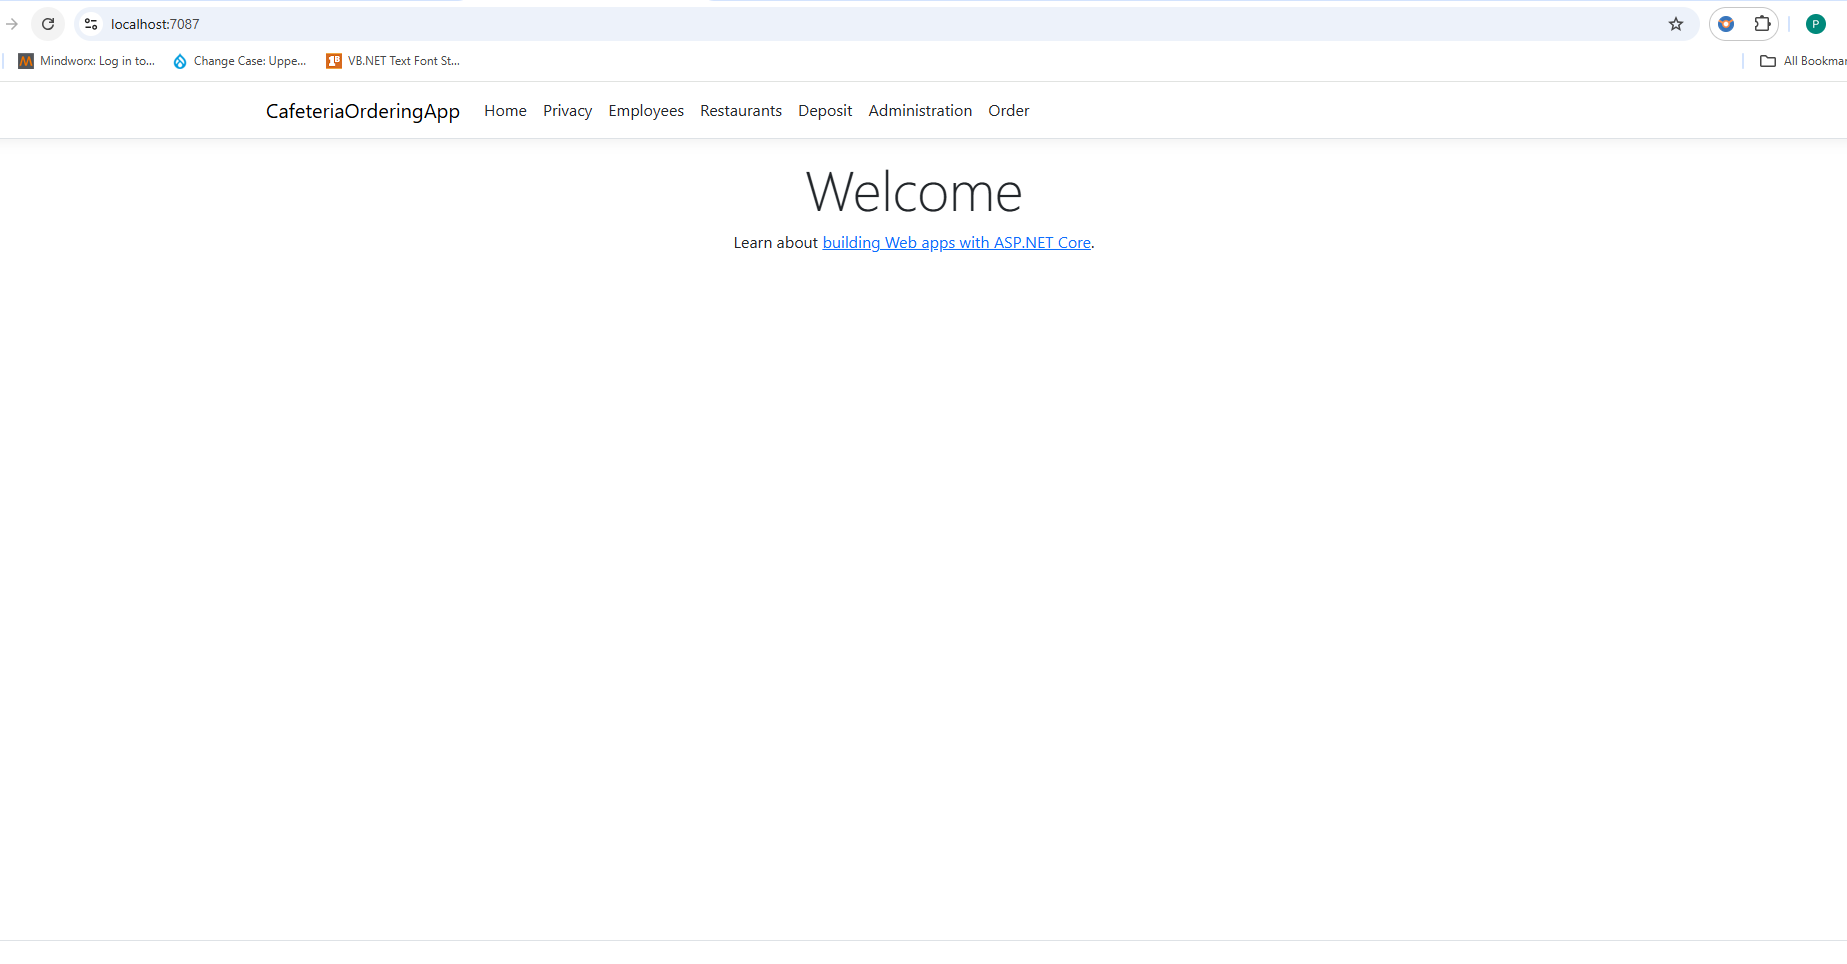 localhost:7087
Mindworx: Log in to... Change Case: Uppe... VB.NET Text Font St... All Bookmar
CafeteriaOrderingApp Home Privacy Employees Restaurants Deposit Administration Order
Welcome
Learn about building Web apps with ASP.NET Core.